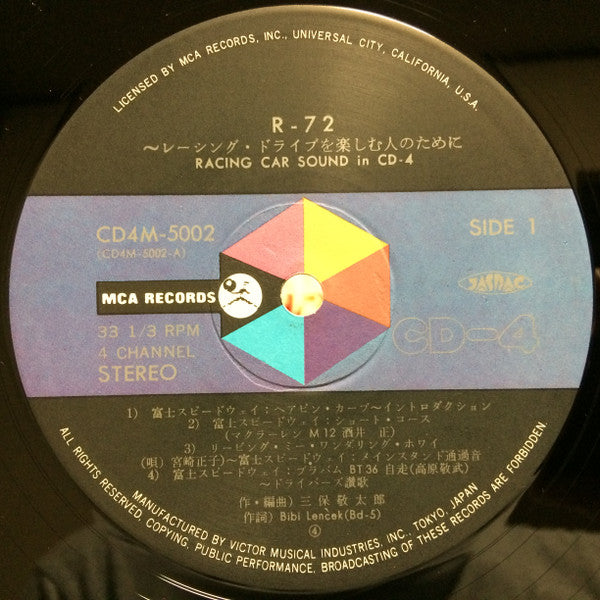 LICENSED BY MCA RECORDS, INC., UNIVERSAL CITY, CALIFORNIA, U.S.A.
R-72
～レーシング・ドライブを楽しむ人のために
RACING CAR SOUND in CD-4
CD4M-5002
(CD4M-5002-A)
SIDE 1
MCA RECORDS
JASRAC
33 1/3 RPM
4 CHANNEL
STEREO
CD-4
1) 富士スピードウェイ：ヘアピン・カーブ～イントロダクション
2) 富士スピードウェイ：ショート・コース
(マクラーレン M12 酒井 正)
3) リービング・ミー・ワンダリング・ホワイ
(唄) 宮崎正子)～富士スピードウェイ：メインスタンド通過音
4) 富士スピードウェイ：ブラバム BT36 自走(高原敬武)
～ドライバーズ讃歌
作・編曲) 三保敬太郎
作詞) Bibi Lenček(Bd-5)
④
ALL RIGHTS RESERVED, COPYING, PUBLIC PERFORMANCE, BROADCASTING OF THESE RECORDS ARE FORBIDDEN.
MANUFACTURED BY VICTOR MUSICAL INDUSTRIES, INC., TOKYO, JAPAN